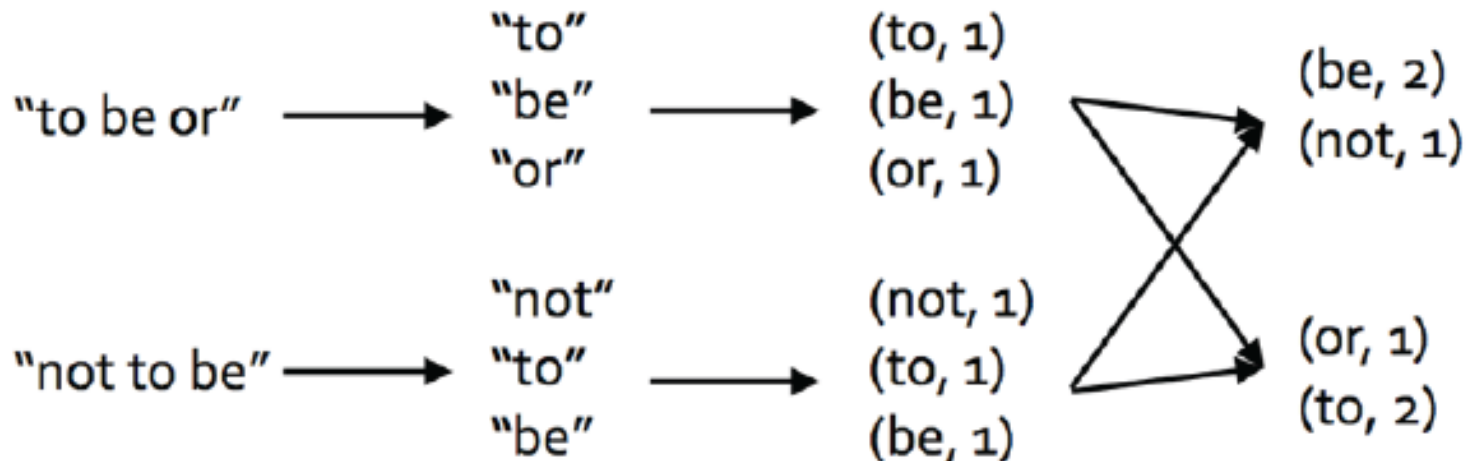 "to be or"
"to"
"be"
"or"
(to, 1)
(be, 1)
(or, 1)
(be, 2)
(not, 1)
"not to be"
"not"
"to"
"be"
(not, 1)
(to, 1)
(be, 1)
(or, 1)
(to, 2)